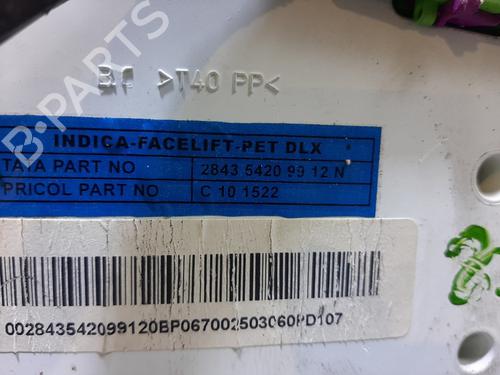 B-PARTS
>T40 PP<
INDICA-FACELIFT-PET DLX
TATA PART NO 2843 5420 99 12 N
PRICOL PART NO C 10 1522
002843542099120BP067002503060PD107